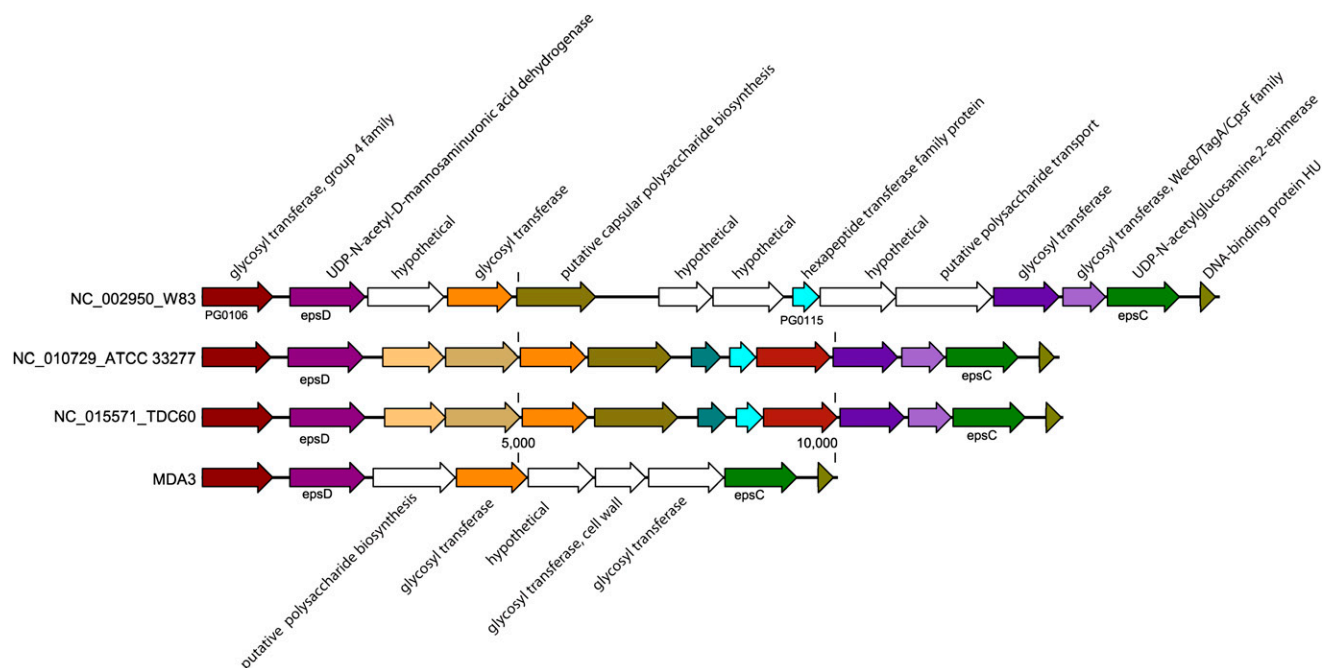 glycosyl transferase, group 4 family
UDP-N-acetyl-D-mannosaminuronic acid dehydrogenase
hypothetical
glycosyl transferase
putative capsular polysaccharide biosynthesis
hypothetical
hypothetical
hexapeptide transferase family protein
hypothetical
putative polysaccharide transport
glycosyl transferase
glycosyl transferase, WecB/TagA/CpsF family
UDP-N-acetylglucosamine,2-epimerase
DNA-binding protein HU
NC_002950_W83
PG0106
epsD
PG0115
epsC
NC_010729_ATCC 33277
epsD
epsC
NC_015571_TDC60
epsD
epsC
5,000
10,000
MDA3
epsD
epsC
putative polysaccharide biosynthesis
glycosyl transferase
hypothetical
glycosyl transferase, cell wall
glycosyl transferase